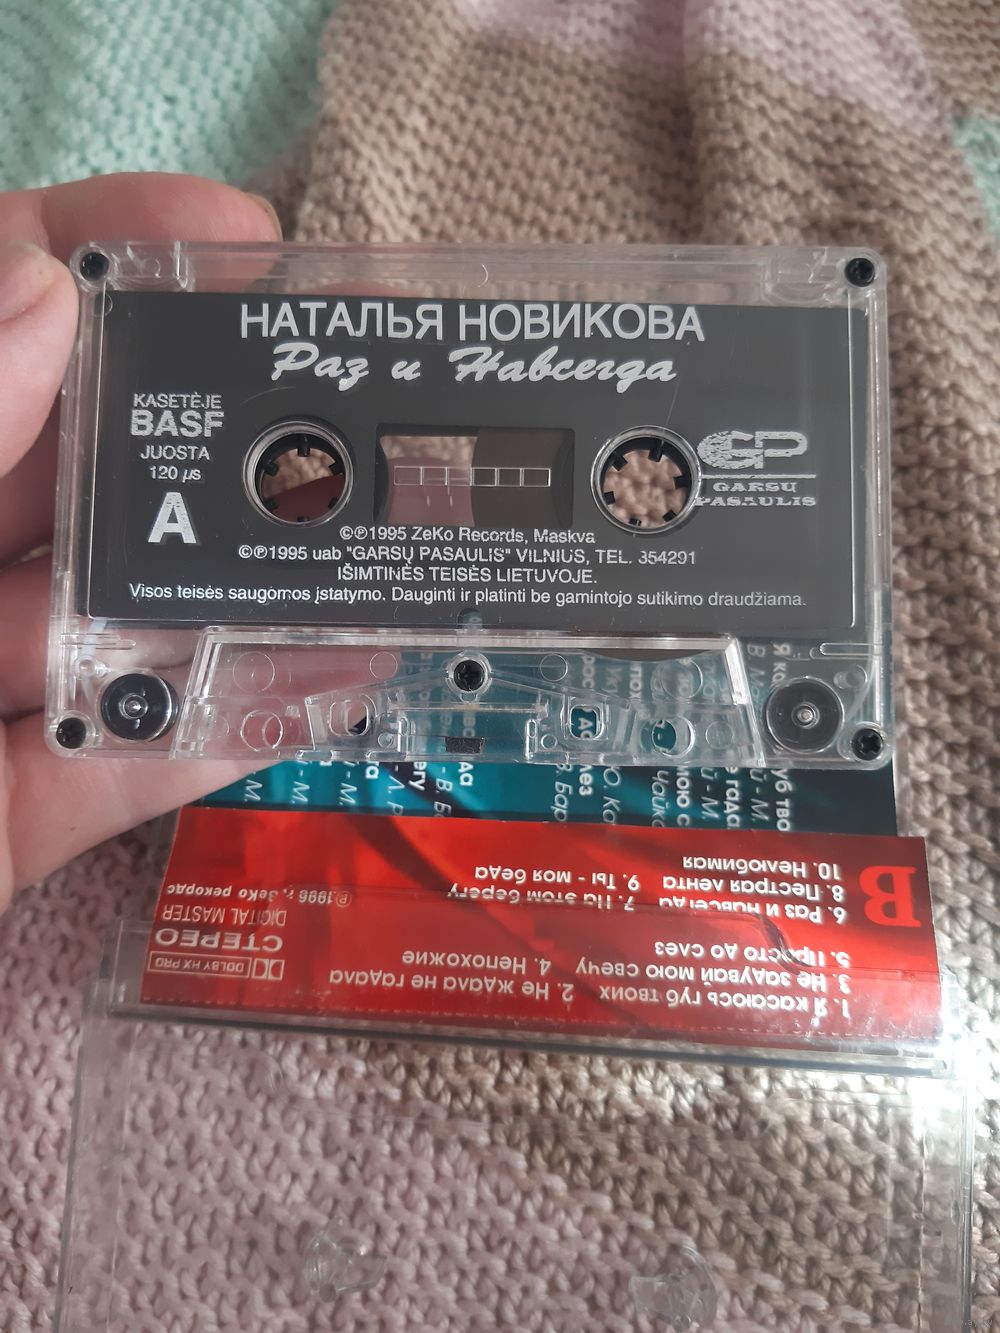 НАТАЛЬЯ НОВИКОВА
Раз и Навсегда
KASETĖJE
BASF
JUOSTA
120 µs
A
GP
GARSŲ
PASAULIS
©℗1995 ZeKo Records, Maskva
©℗1995 uab "GARSŲ PASAULIS" VILNIUS, TEL. 354291
IŠIMTINĖS TEISĖS LIETUVOJE.
Visos teisės saugomos įstatymo. Dauginti ir platinti be gamintojo sutikimo draudžiama.
1. Я касаюсь губ твоих 2. Не ждала не гадала
3. Не задувай мою свечу 4. Непохожие
5. Просто до слез
B
6. Раз и навсегда 7. На этом берегу
8. Пестрая лента 9. Ты - моя беда
10. Нелюбимая
DOLBY HX PRO
СТЕРЕО
DIGITAL MASTER
℗1996 г. ЗеКо рекордс